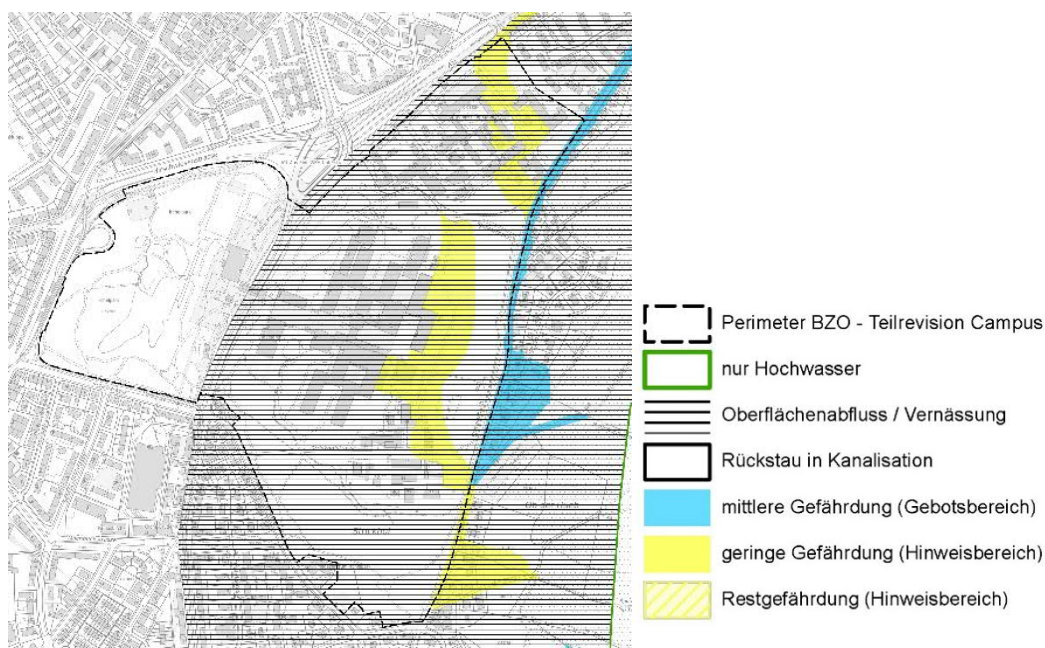 Perimeter BZO - Teilrevision Campus
nur Hochwasser
Oberflächenabfluss / Vernässung
Rückstau in Kanalisation
mittlere Gefährdung (Gebotsbereich)
geringe Gefährdung (Hinweisbereich)
Restgefährdung (Hinweisbereich)